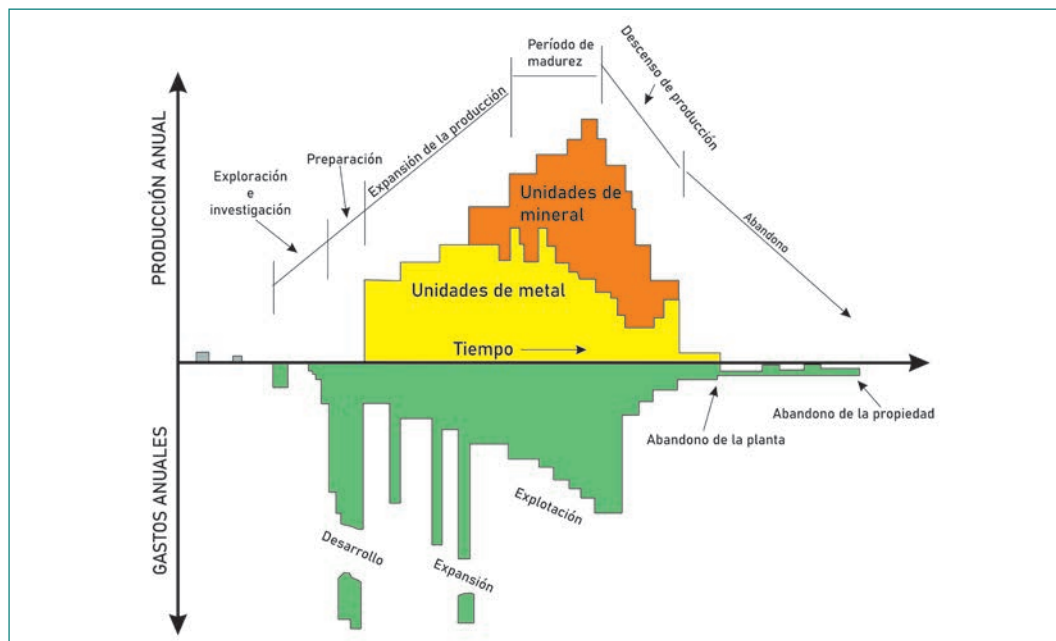 Período de
madurez
Descenso de
producción
Expansión de la producción
Preparación
Exploración
e
investigación
Abandono
PRODUCCIÓN ANUAL
Unidades de
mineral
Unidades de metal
Tiempo
GASTOS ANUALES
Abandono de la propiedad
Abandono de la planta
Explotación
Desarrollo
Expansión